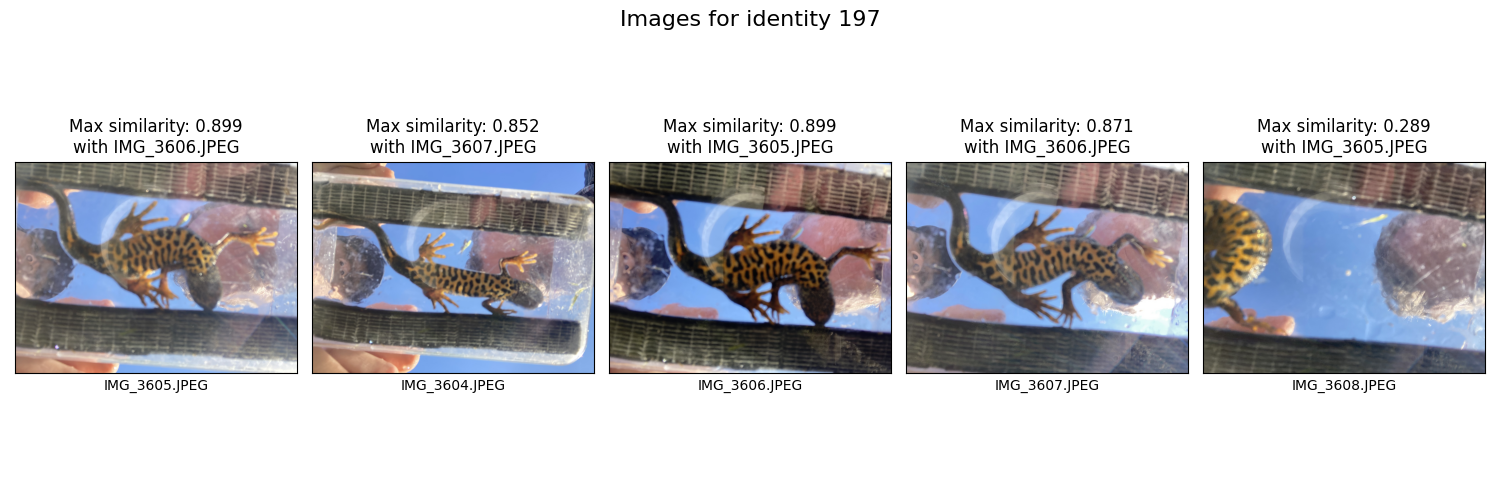 Images for identity 197
Max similarity: 0.899
with IMG_3606.JPEG
Max similarity: 0.852
with IMG_3607.JPEG
Max similarity: 0.899
with IMG_3605.JPEG
Max similarity: 0.871
with IMG_3606.JPEG
Max similarity: 0.289
with IMG_3605.JPEG
IMG_3605.JPEG
IMG_3604.JPEG
IMG_3606.JPEG
IMG_3607.JPEG
IMG_3608.JPEG